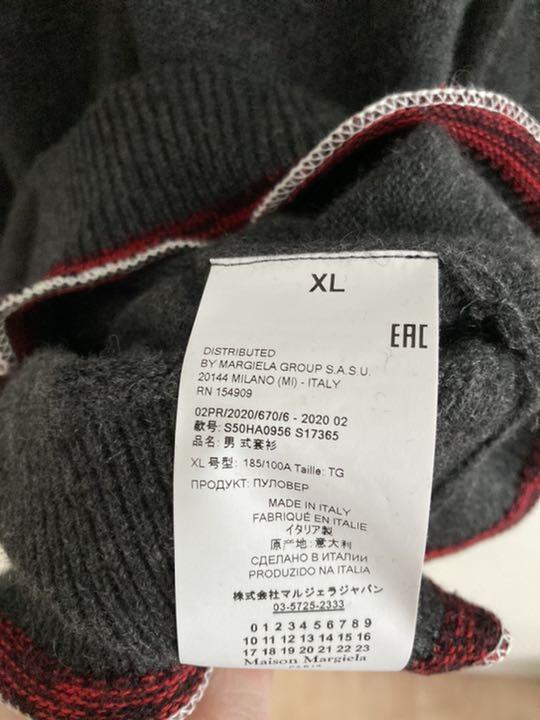 XL
EAC
DISTRIBUTED
BY MARGIELA GROUP S.A.S.U.
20144 MILANO (MI) - ITALY
RN 154909
02PR/2020/670/6 - 2020 02
款号: S50HA0956 S17365
品名: 男 式套衫
XL 号型: 185/100A Taille: TG
ПРОДУКТ: ПУЛОВЕР
MADE IN ITALY
FABRIQUÉ EN ITALIE
イタリア製
原产地: 意大利
СДЕЛАНО В ИТАЛИИ
PRODUZIDO NA ITALIA
株式会社マルジェラジャパン
03-5725-2333
0 1 2 3 4 5 6 7 8 9
10 11 12 13 14 15 16
17 18 19 20 21 22 23
Maison Margiela
PARIS